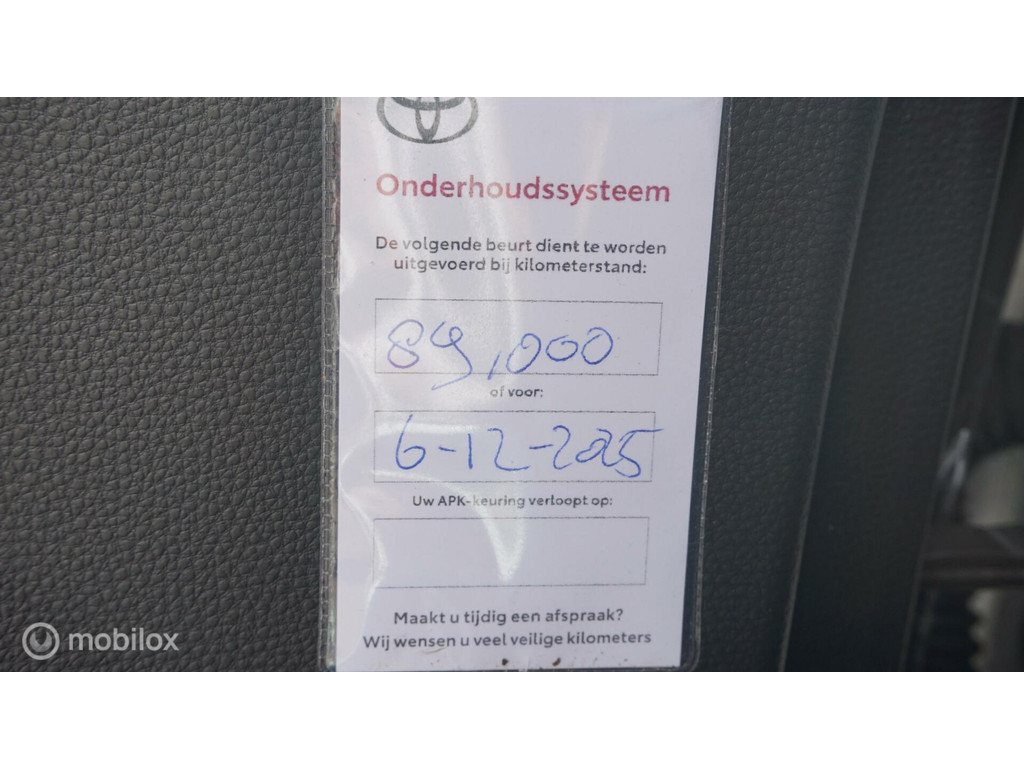 Onderhoudssysteem
De volgende beurt dient te worden
uitgevoerd bij kilometerstand:
89,000
of voor:
6-12-2025
Uw APK-keuring verloopt op:
Maakt u tijdig een afspraak?
Wij wensen u veel veilige kilometers
mobilox